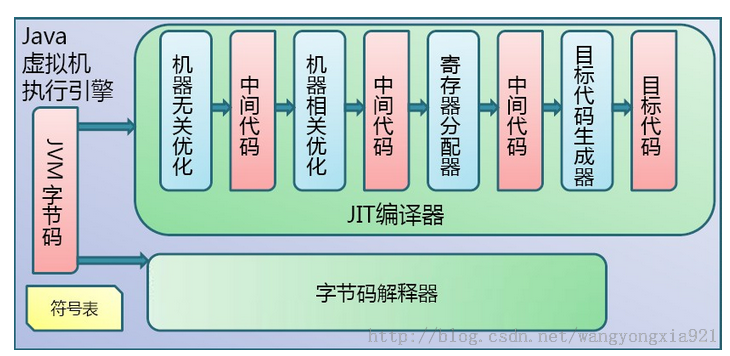 Java
虚拟机
执行引擎
JVM 字节码
机器无关优化
中间代码
机器相关优化
中间代码
寄存器分配器
中间代码
目标代码生成器
目标代码
JIT编译器
字节码解释器
符号表
http://blog.csdn.net/wangyongxia921